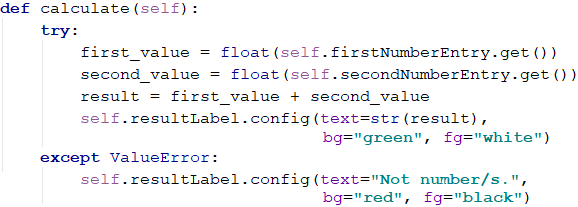 def calculate(self):
    try:
        first_value = float(self.firstNumberEntry.get())
        second_value = float(self.secondNumberEntry.get())
        result = first_value + second_value
        self.resultLabel.config(text=str(result),
                                bg="green", fg="white")
    except ValueError:
        self.resultLabel.config(text="Not number/s.",
                                bg="red", fg="black")